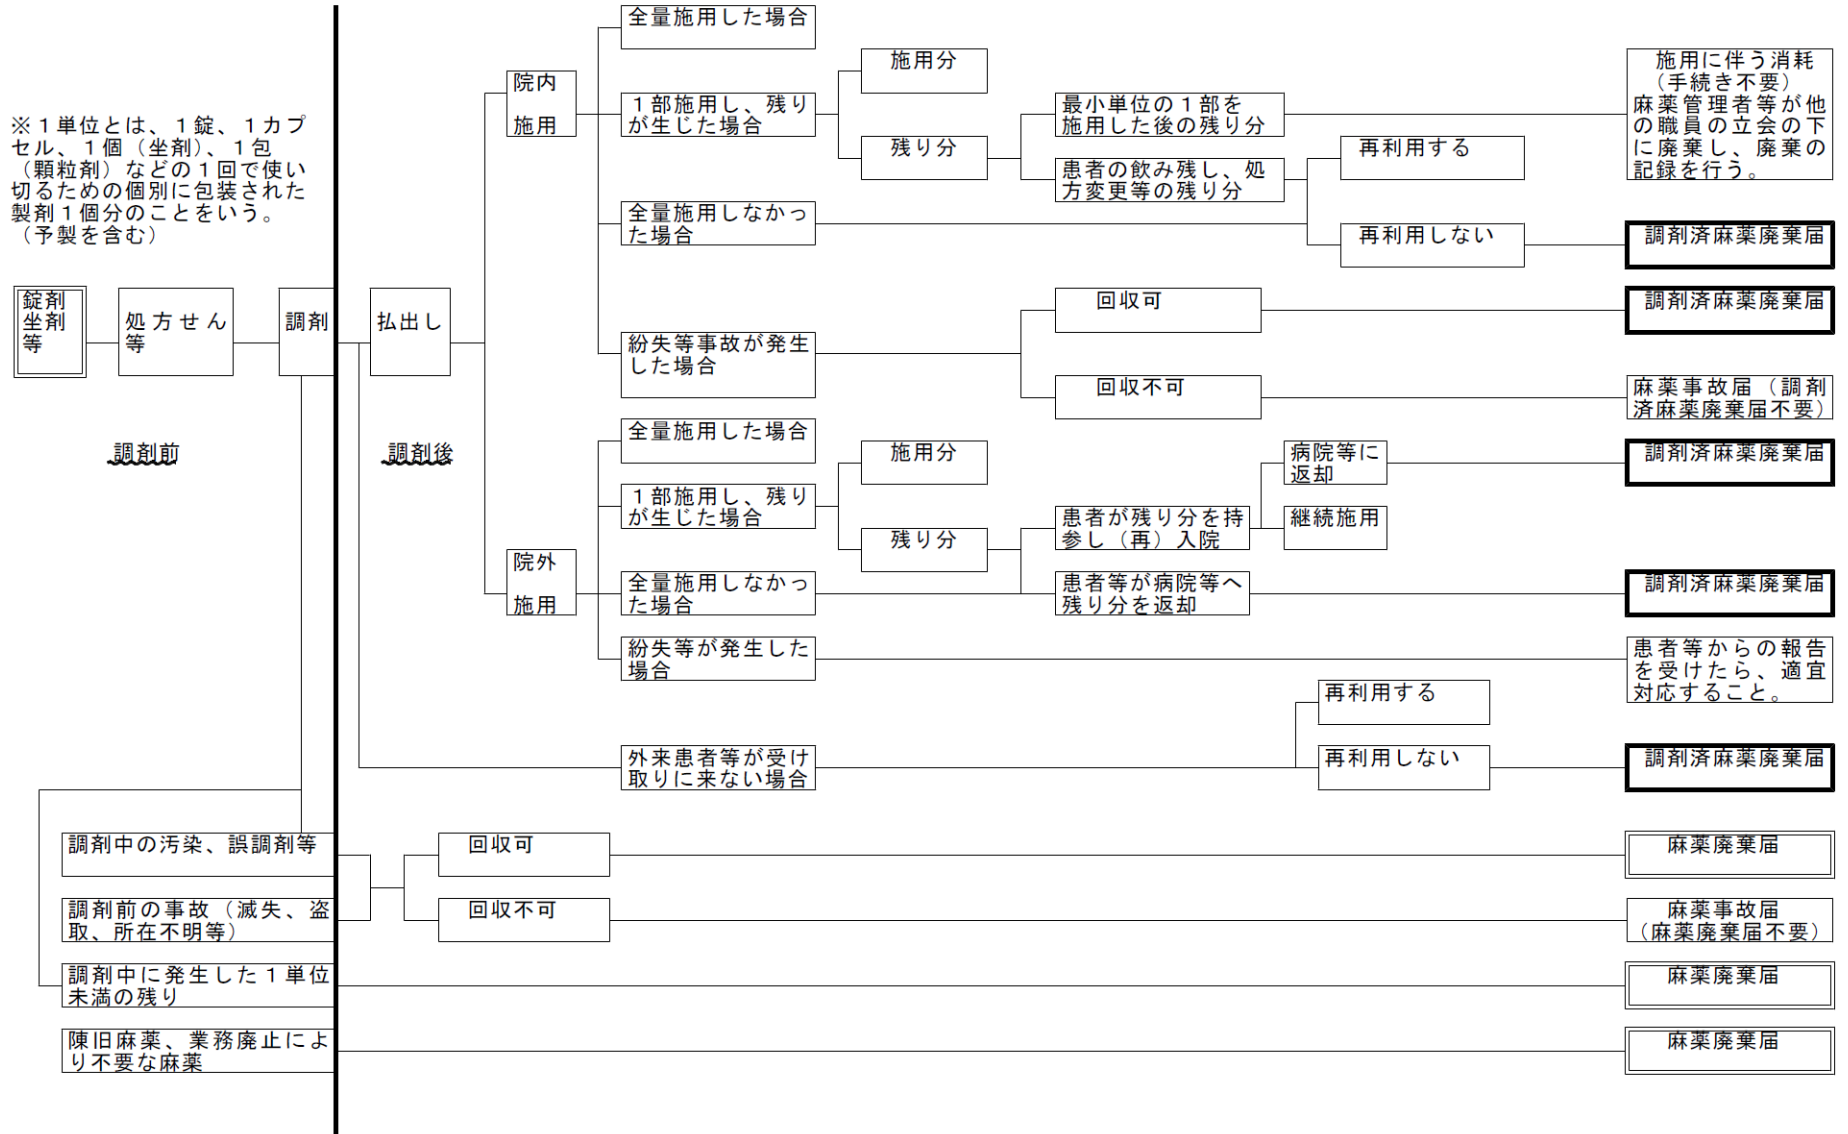 全量施用した場合
院内
施用
１部施用し、残り
が生じた場合
施用分
残り分
最小単位の１部を
施用した後の残り分
患者の飲み残し、処
方変更等の残り分
施用に伴う消耗
（手続き不要）
麻薬管理者等が他
の職員の立会の下
に廃棄し、廃棄の
記録を行う。
再利用する
※１単位とは、１錠、１カプ
セル、１個（坐剤）、１包
（顆粒剤）などの１回で使い
切るための個別に包装された
製剤１個分のことをいう。
（予製を含む）
全量施用しなかっ
た場合
再利用しない
調剤済麻薬廃棄届
錠剤
坐剤
等
処方せん
等
調剤
払出し
紛失等事故が発生
した場合
回収可
調剤済麻薬廃棄届
回収不可
麻薬事故届（調剤
済麻薬廃棄届不要）
調剤前
調剤後
全量施用した場合
１部施用し、残り
が生じた場合
施用分
残り分
患者が残り分を持
参し（再）入院
病院等に
返却
調剤済麻薬廃棄届
継続施用
院外
施用
全量施用しなかっ
た場合
患者等が病院等へ
残り分を返却
調剤済麻薬廃棄届
紛失等が発生した
場合
患者等からの報告
を受けたら、適宜
対応すること。
再利用する
外来患者等が受け
取りに来ない場合
再利用しない
調剤済麻薬廃棄届
調剤中の汚染、誤調剤等
回収可
麻薬廃棄届
調剤前の事故（滅失、盗
取、所在不明等）
回収不可
麻薬事故届
（麻薬廃棄届不要）
調剤中に発生した１単位
未満の残り
麻薬廃棄届
陳旧麻薬、業務廃止によ
り不要な麻薬
麻薬廃棄届